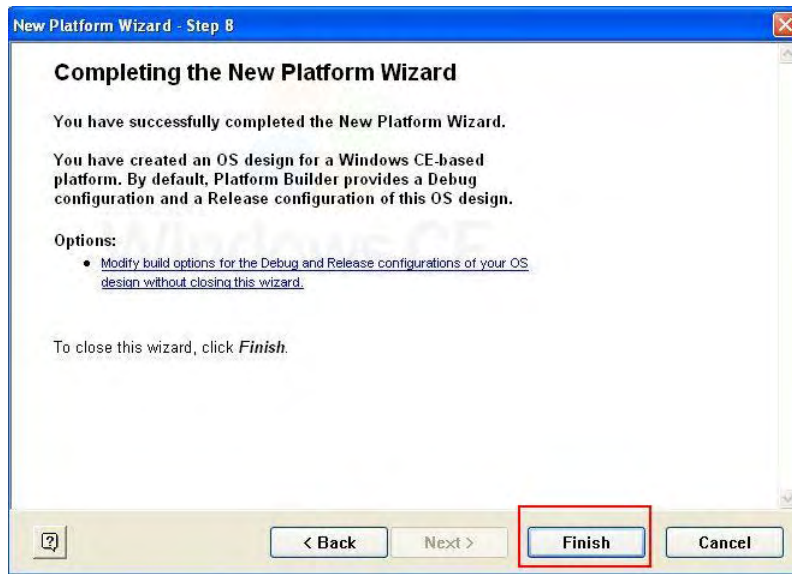 New Platform Wizard - Step 8
Completing the New Platform Wizard
You have successfully completed the New Platform Wizard.
You have created an OS design for a Windows CE-based
platform. By default, Platform Builder provides a Debug
configuration and a Release configuration of this OS design.
Windows CE
Options:
• Modify build options for the Debug and Release configurations of your OS
design without closing this wizard.
To close this wizard, click Finish.
< Back Next > Finish Cancel